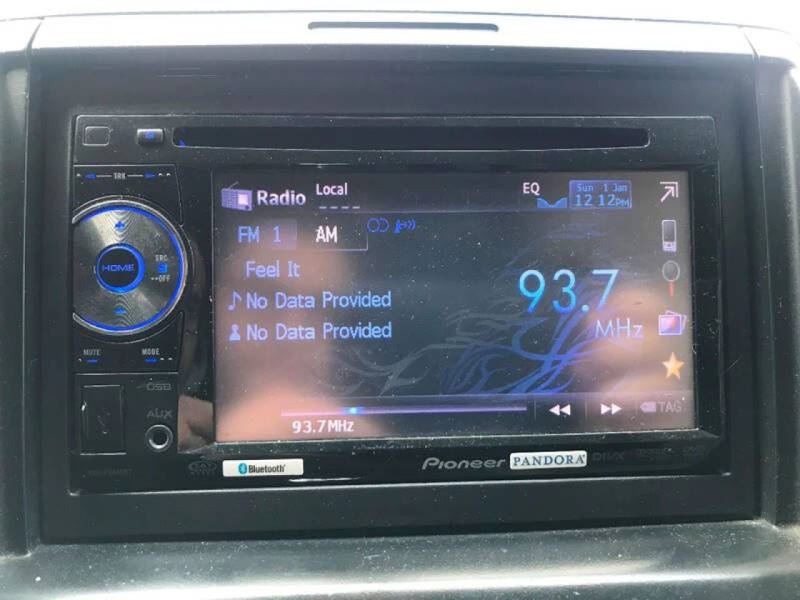 TRK
Radio
Local
EQ
Sun 1 Jan
12 12PM
FM 1
AM
HOME
SRC
OFF
Feel It
No Data Provided
No Data Provided
93.7
MHz
MUTE
MODE
USB
AUX
TAG
93.7MHz
Bluetooth
Pioneer
PANDORA
DIVX